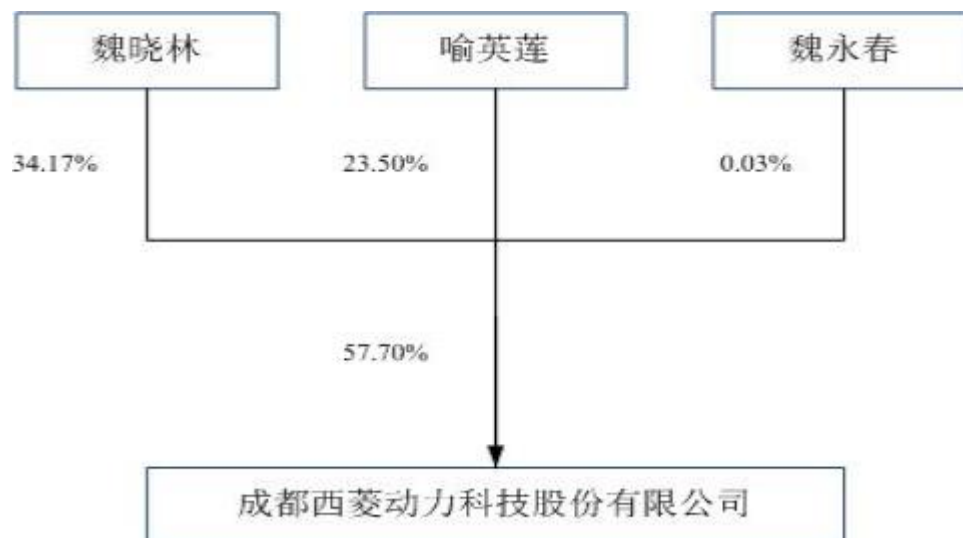 魏晓林
喻英莲
魏永春
34.17%
23.50%
0.03%
57.70%
成都西菱动力科技股份有限公司